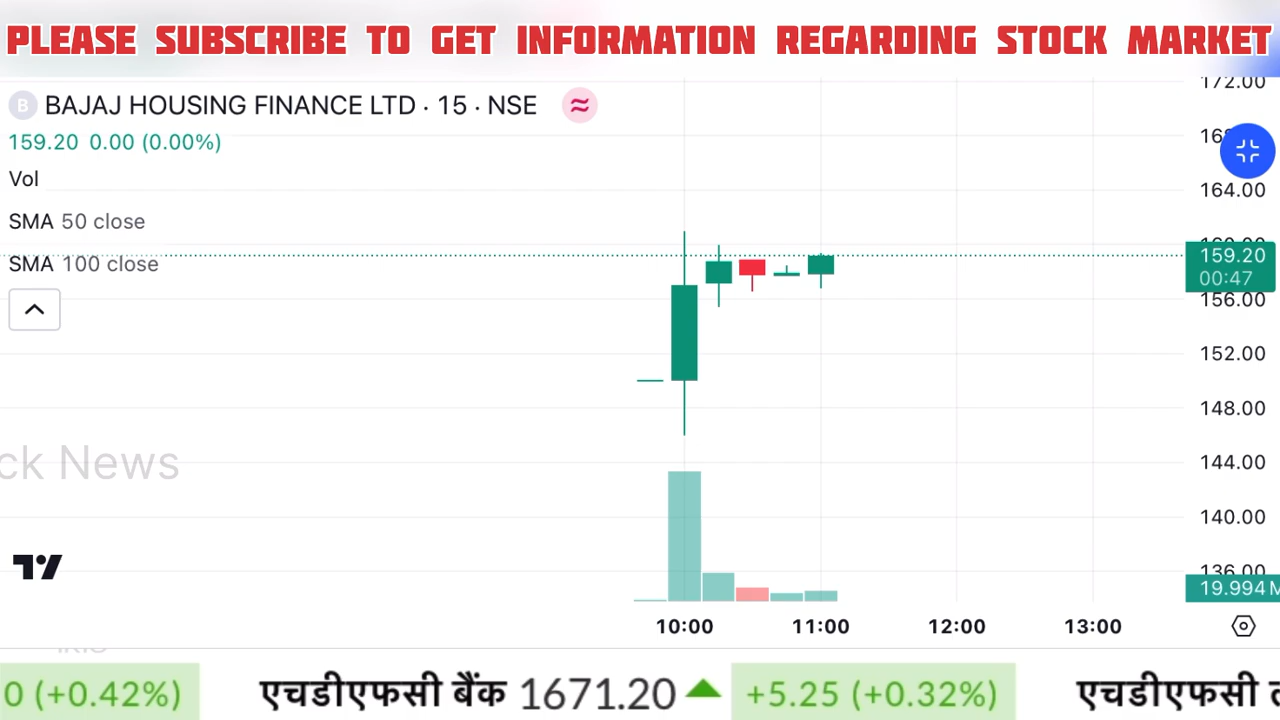 PLEASE SUBSCRIBE TO GET INFORMATION REGARDING STOCK MARKET
B BAJAJ HOUSING FINANCE LTD · 15 · NSE
159.20 0.00 (0.00%)
Vol
SMA 50 close
SMA 100 close
172.00
164.00
159.20
00:47
156.00
152.00
148.00
144.00
140.00
136.00
19.994M
ck News
10:00 11:00 12:00 13:00
0 (+0.42%) एचडीएफसी बैंक 1671.20 +5.25 (+0.32%) एचडीएफसी